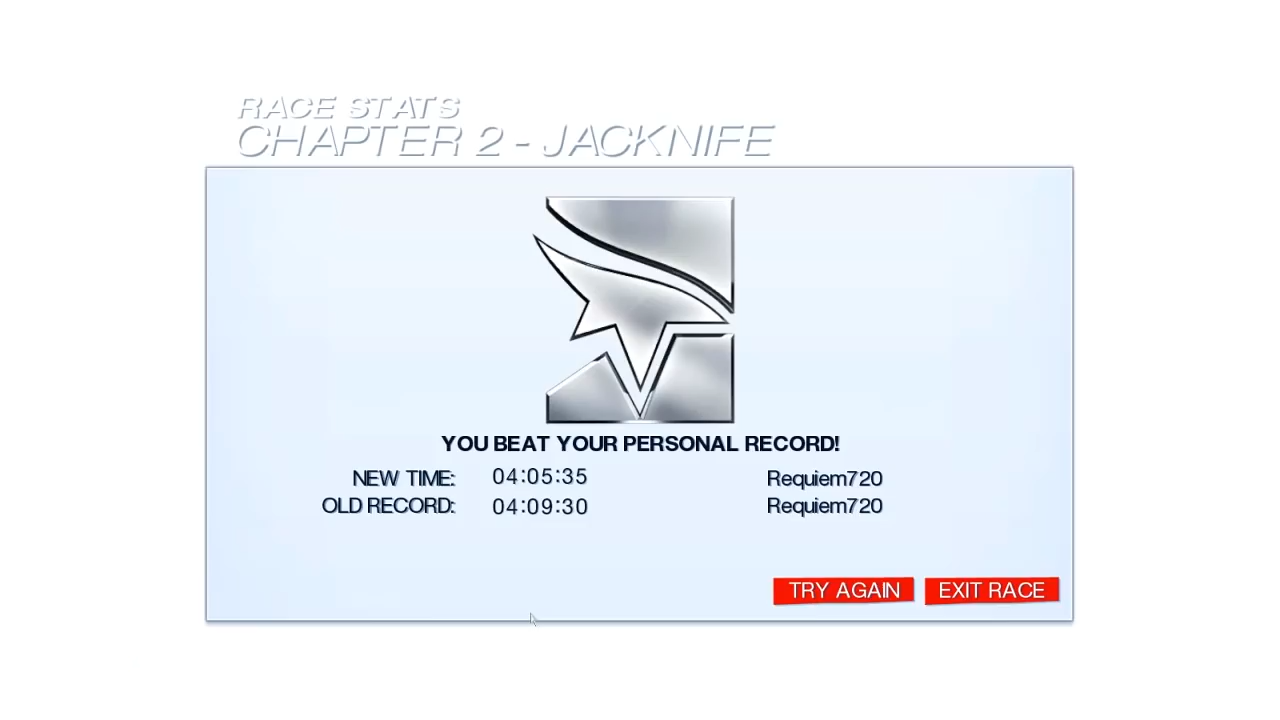 RACE STATS
CHAPTER 2 - JACKNIFE
YOU BEAT YOUR PERSONAL RECORD!
NEW TIME: 04:05:35 Requiem720
OLD RECORD: 04:09:30 Requiem720
TRY AGAIN EXIT RACE